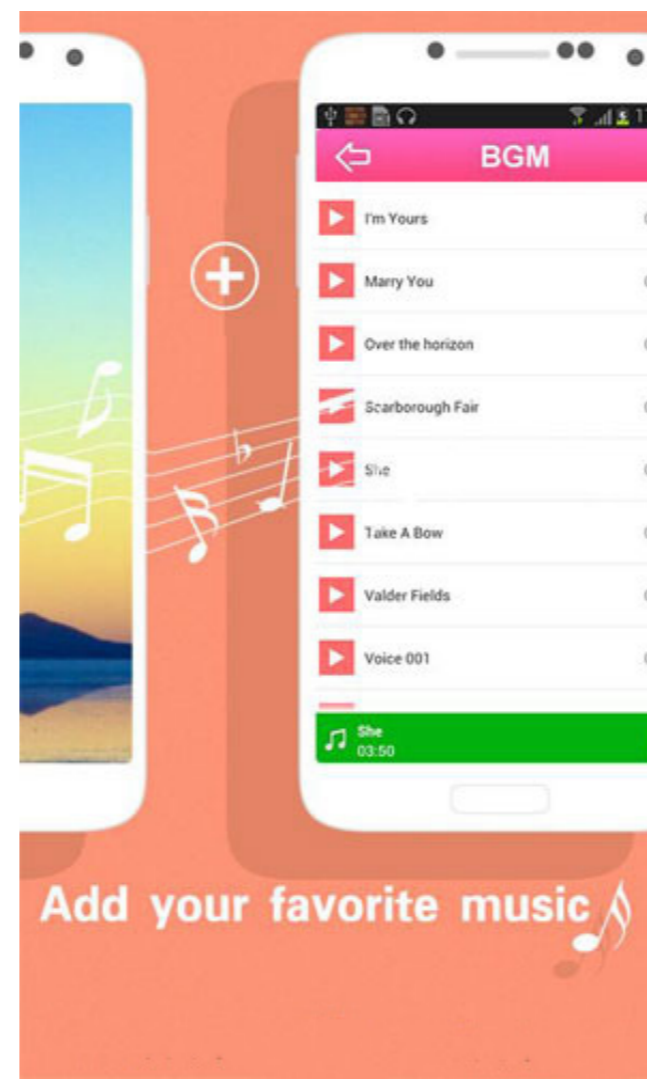 BGM
I'm Yours
Marry You
Over the horizon
Scarborough Fair
She
Take A Bow
Valder Fields
Voice 001
She
03:50
Add your favorite music